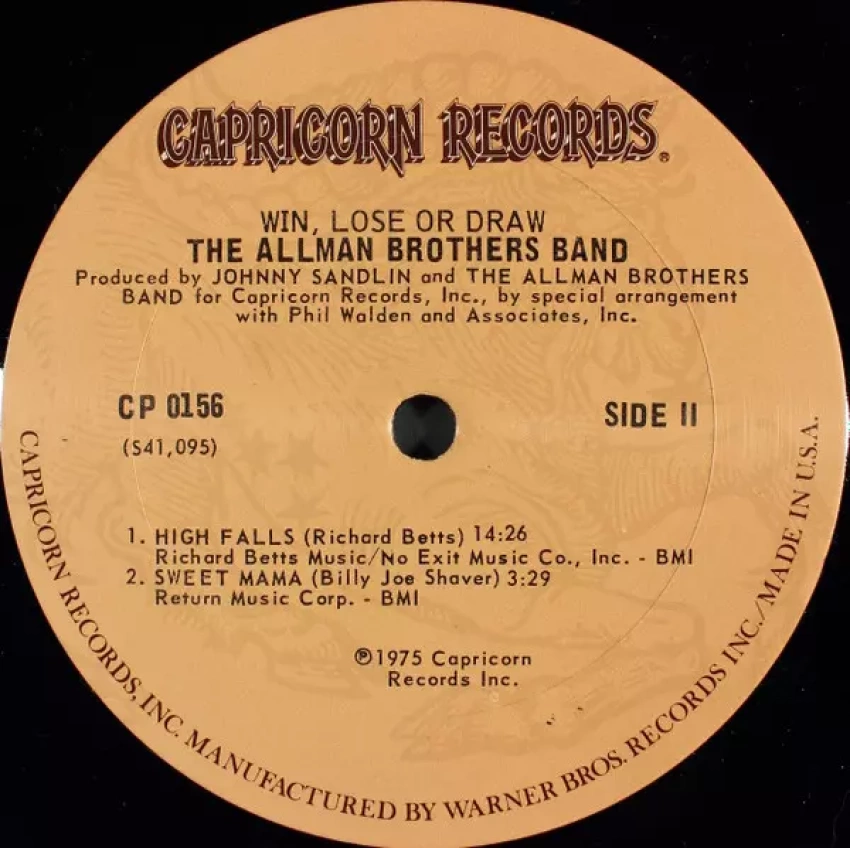 CAPRICORN RECORDS®
WIN, LOSE OR DRAW
THE ALLMAN BROTHERS BAND
Produced by JOHNNY SANDLIN and THE ALLMAN BROTHERS
BAND for Capricorn Records, Inc., by special arrangement
with Phil Walden and Associates, Inc.
CP 0156
SIDE II
(S41,095)
1. HIGH FALLS (Richard Betts) 14:26
Richard Betts Music/No Exit Music Co., Inc. - BMI
2. SWEET MAMA (Billy Joe Shaver) 3:29
Return Music Corp. - BMI
℗1975 Capricorn
Records Inc.
CAPRICORN RECORDS, INC. MANUFACTURED BY WARNER BROS. RECORDS INC./MADE IN U.S.A.